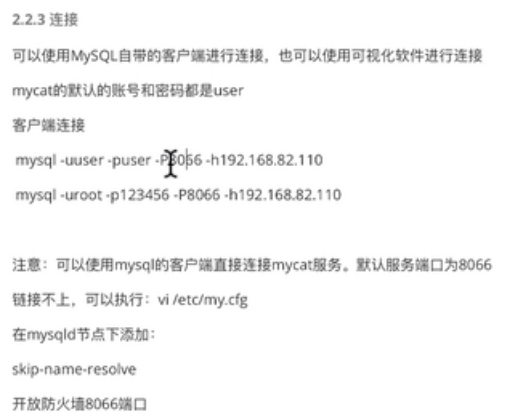 2.2.3 连接
可以使用MySQL自带的客户端进行连接，也可以使用可视化软件进行连接
mycat的默认的账号和密码都是user
客户端连接
mysql -uuser -puser -P8066 -h192.168.82.110
mysql -uroot -p123456 -P8066 -h192.168.82.110
注意：可以使用mysql的客户端直接连接mycat服务。默认服务端口为8066
链接不上，可以执行：vi /etc/my.cfg
在mysqld节点下添加：
skip-name-resolve
开放防火墙8066端口